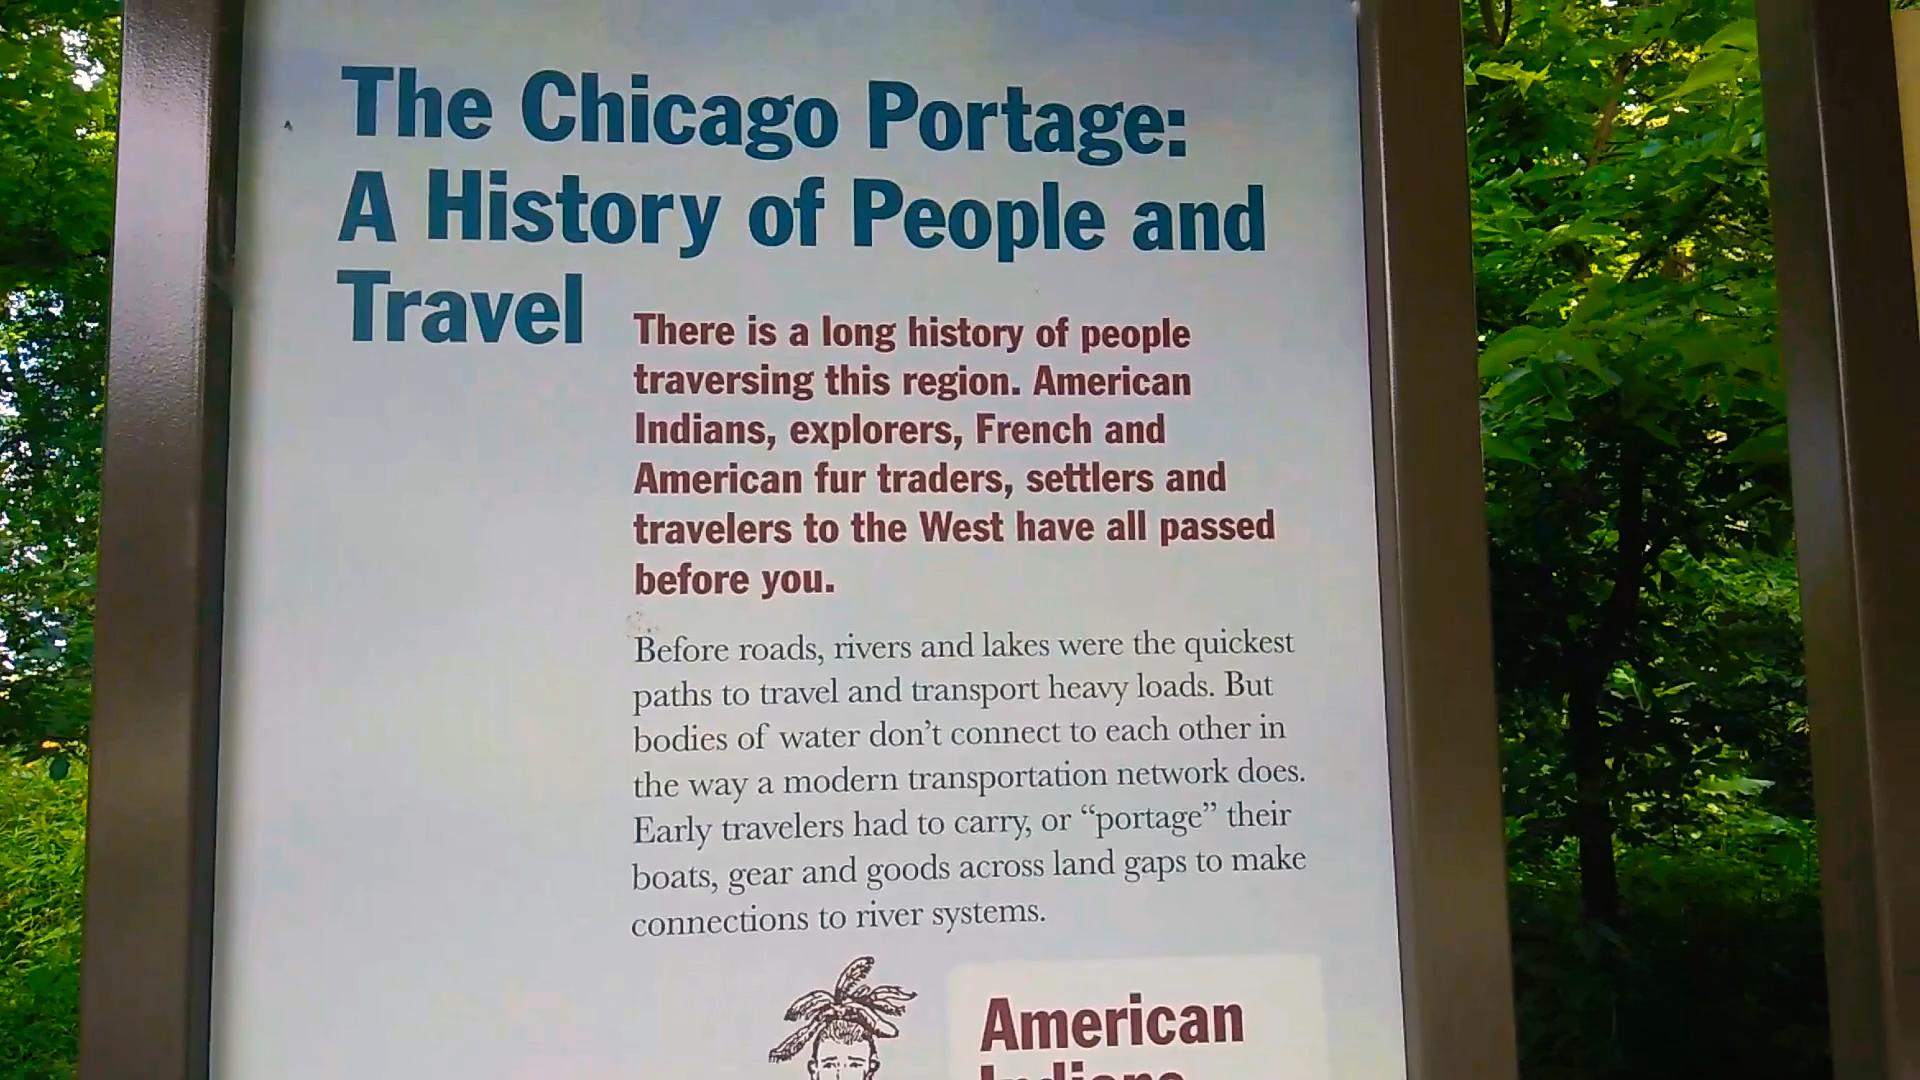 The Chicago Portage:
A History of People and
Travel
There is a long history of people
traversing this region. American
Indians, explorers, French and
American fur traders, settlers and
travelers to the West have all passed
before you.
Before roads, rivers and lakes were the quickest
paths to travel and transport heavy loads. But
bodies of water don’t connect to each other in
the way a modern transportation network does.
Early travelers had to carry, or “portage” their
boats, gear and goods across land gaps to make
connections to river systems.
American
Indians